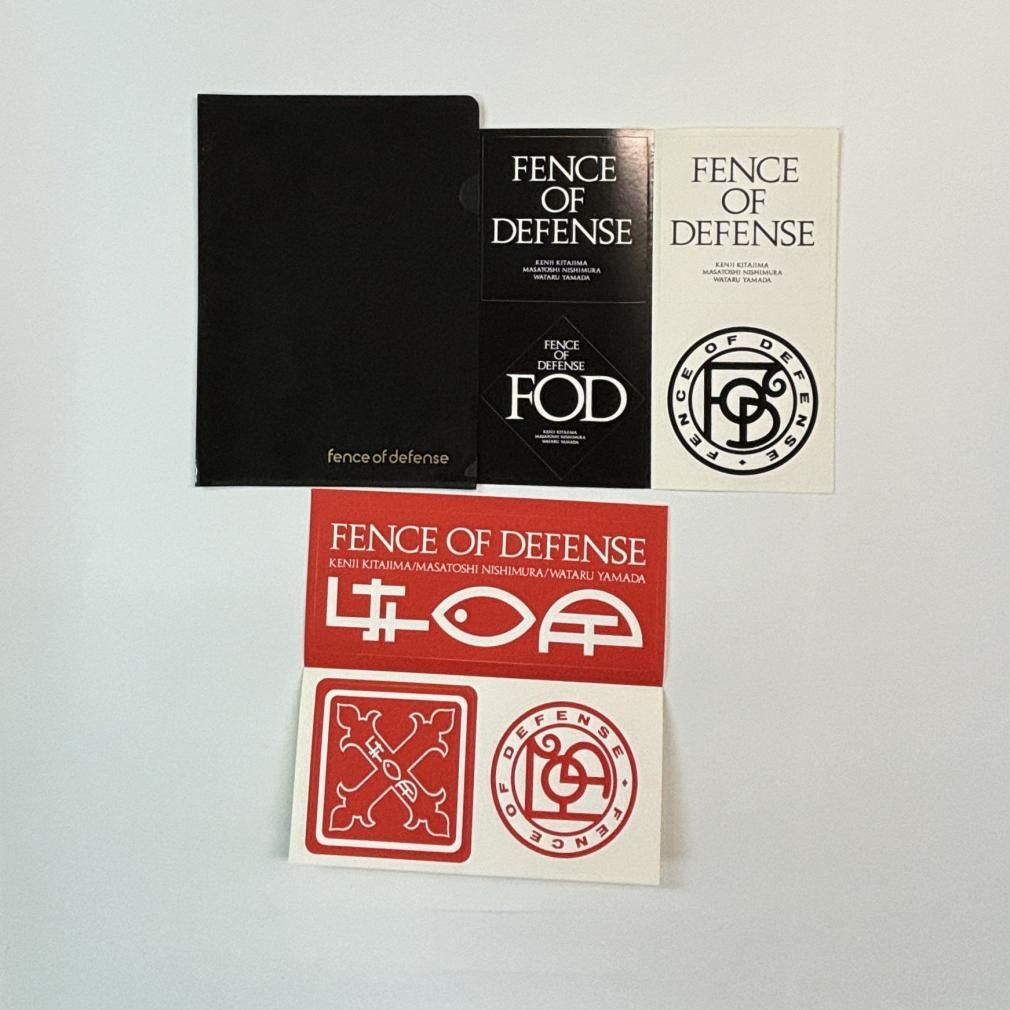 fence of defense
FENCE
OF
DEFENSE
KENJI KITAJIMA
MASATOSHI NISHIMURA
WATARU YAMADA
FENCE
OF
DEFENSE
FOD
KENJI KITAJIMA
MASATOSHI NISHIMURA
WATARU YAMADA
FENCE
OF
DEFENSE
KENJI KITAJIMA
MASATOSHI NISHIMURA
WATARU YAMADA
FENCE OF DEFENSE
FOD
FENCE OF DEFENSE
KENJI KITAJIMA/MASATOSHI NISHIMURA/WATARU YAMADA
FENCE OF DEFENSE
FOD